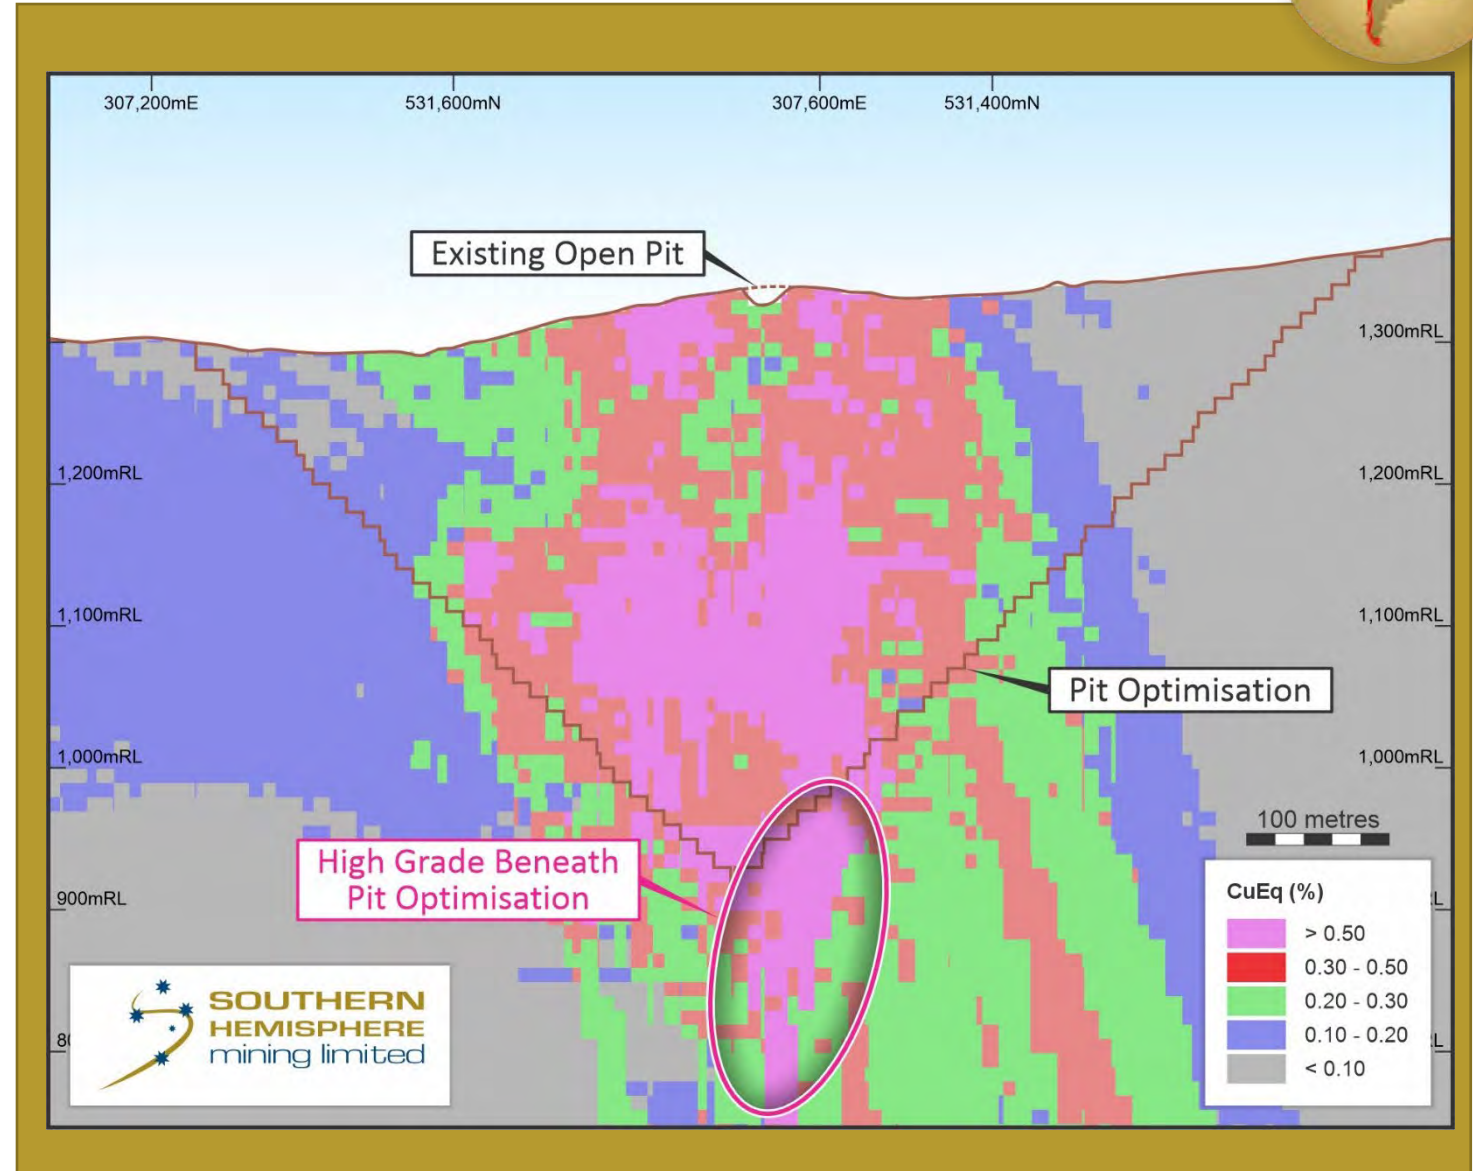 307,200mE
531,600mN
307,600mE
531,400mN
Existing Open Pit
1,300mRL
1,200mRL
1,200mRL
1,100mRL
1,100mRL
Pit Optimisation
1,000mRL
1,000mRL
100 metres
High Grade Beneath
Pit Optimisation
900mRL
CuEq (%)
> 0.50
0.30 - 0.50
0.20 - 0.30
0.10 - 0.20
< 0.10
SOUTHERN
HEMISPHERE
mining limited